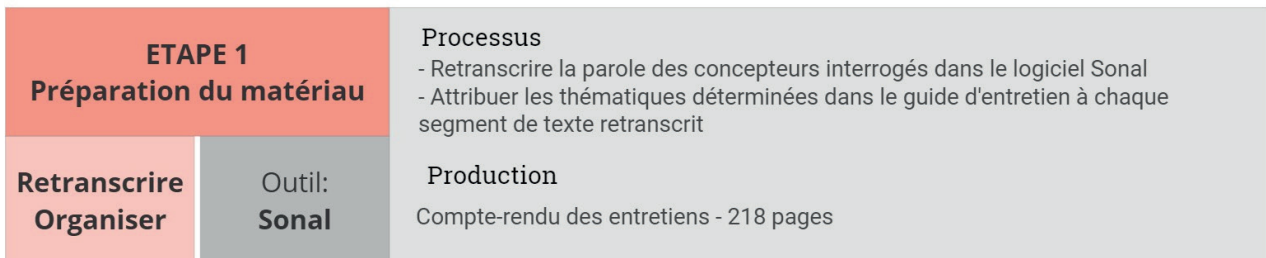 ETAPE 1
Préparation du matériau
Retranscrire
Organiser
Outil:
Sonal
Processus
- Retranscrire la parole des concepteurs interrogés dans le logiciel Sonal
- Attribuer les thématiques déterminées dans le guide d'entretien à chaque
segment de texte retranscrit
Production
Compte-rendu des entretiens - 218 pages